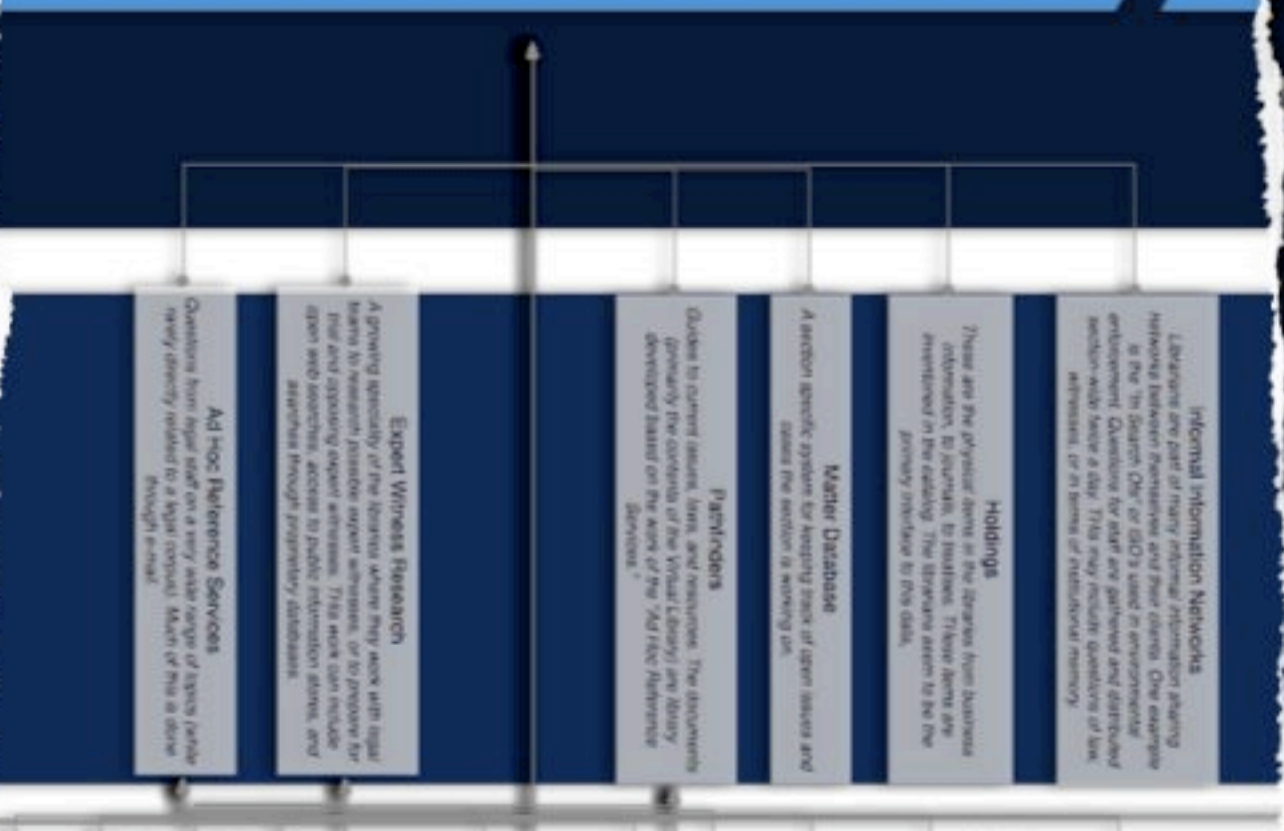 Informal Information Networks
Librarians are part of many informal information sharing
networks between themselves and their clients. One example
is the "In Search Ofs" or ISO's used in environmental
enforcement. Questions for staff are gathered and distributed
section-wide twice a day. This may include questions of law,
witnesses, or in terms of institutional memory.
Holdings
These are the physical items in the libraries from business
information, to journals, to treatises. These items are
inventoried in the catalog. The librarians seem to be the
primary interface to this data.
Matter Database
A section specific system for keeping track of open issues and
cases the section is working on.
Pathfinders
Guides to current issues, laws, and resources. The documents
(primarily the contents of the Virtual Library) are library
developed based on the work of the "Ad Hoc Reference
Services."
Expert Witness Research
A growing specialty of the libraries where they work with legal
teams to research possible expert witnesses, or to prepare for
trial and opposing expert witnesses. This work can include
open web searches, access to public information stores, and
searches through proprietary databases.
Ad Hoc Reference Services
Questions from legal staff on a very wide range of topics (while
rarely directly related to a legal corpus). Much of this is done
through e-mail.